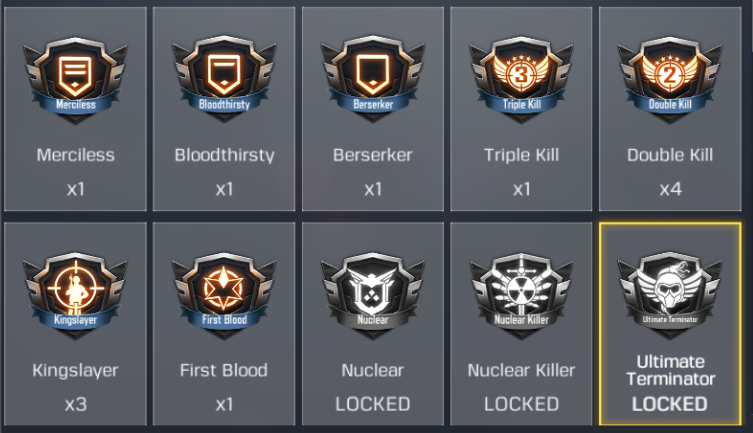 Merciless
Bloodthirsty
Berserker
3
Triple Kill
2
Double Kill
Merciless
Bloodthirsty
Berserker
Triple Kill
Double Kill
x1
x1
x1
x1
x4
Kingslayer
First Blood
Nuclear
Nuclear Killer
Ultimate Terminator
Kingslayer
First Blood
Nuclear
Nuclear Killer
Ultimate
Terminator
x3
x1
LOCKED
LOCKED
LOCKED